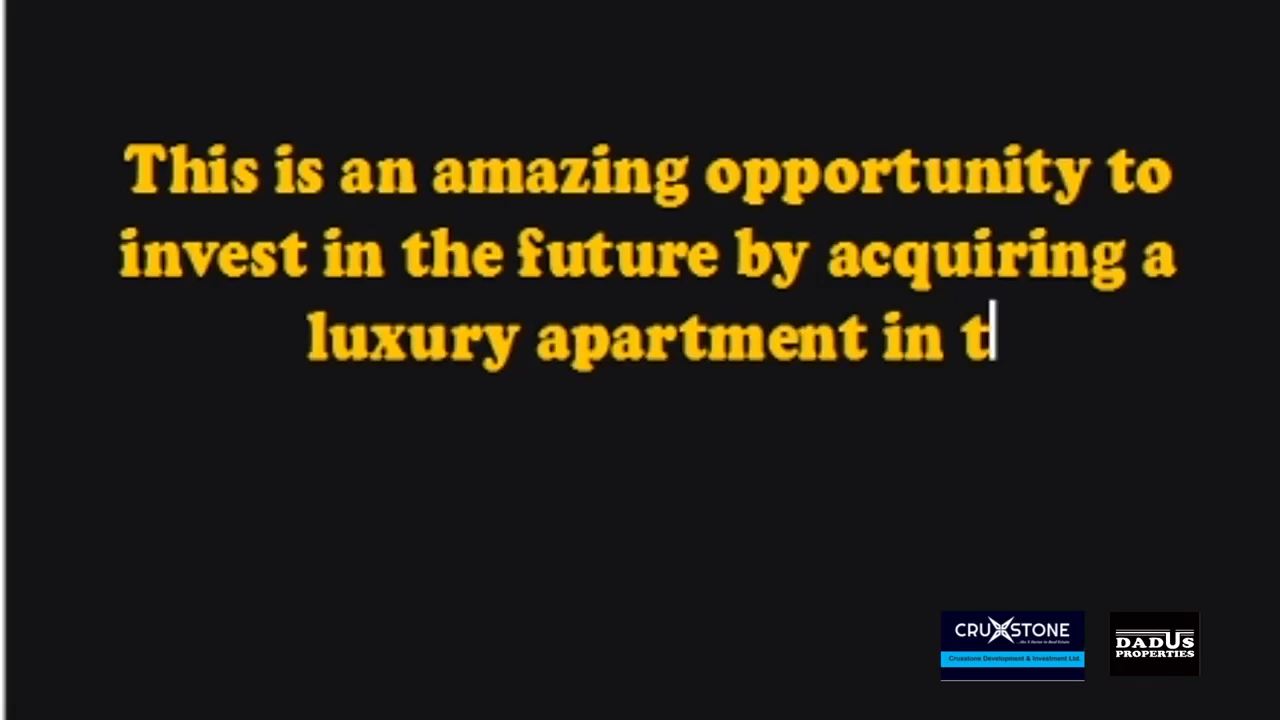 This is an amazing opportunity to
invest in the future by acquiring a
luxury apartment in t
CRUXSTONE
Cruxstone Development & Investment Ltd.
DADUS
PROPERTIES